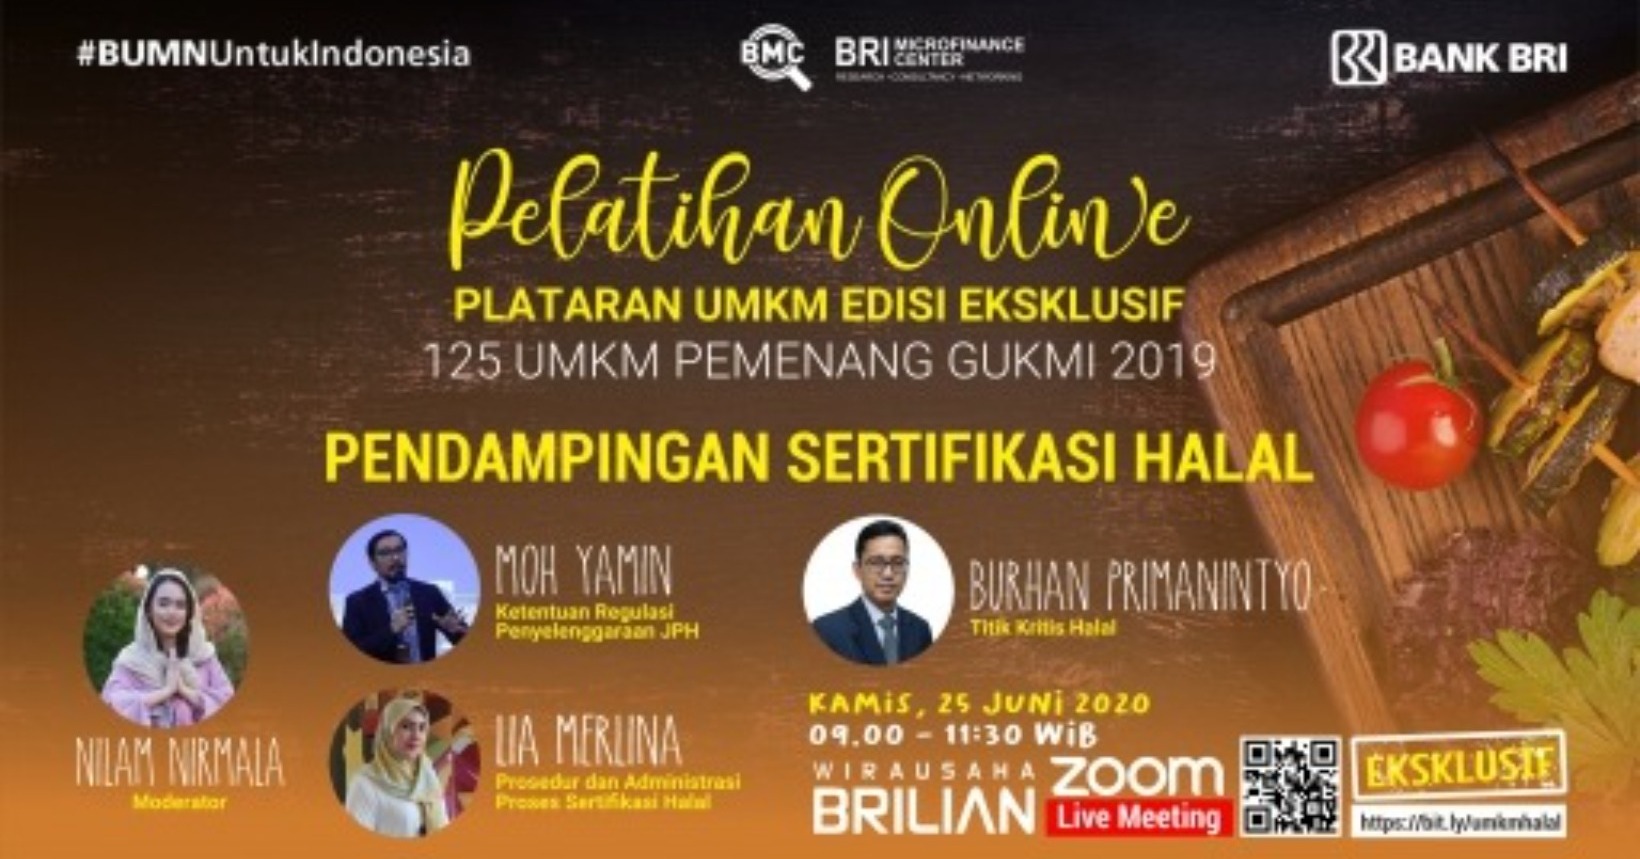 #BUMNUntukIndonesia
BMC
BRI MICROFINANCE CENTER
RESEARCH • CONSULTANCY • NETWORKING
BANK BRI
Pelatihan Online
PLATARAN UMKM EDISI EKSKLUSIF
125 UMKM PEMENANG GUKMI 2019
PENDAMPINGAN SERTIFIKASI HALAL
MOH YAMIN
Ketentuan Regulasi
Penyelenggaraan JPH
BURHAN PRIMANINTYO
Titik Kritis Halal
NILAM NIRMALA
Moderator
LIA MERLINA
Prosedur dan Administrasi
Proses Sertifikasi Halal
KAMIS, 25 JUNI 2020
09.00 - 11:30 WIB
WIRAUSAHA
BRILIAN
zoom
Live Meeting
EKSKLUSIF
https://bit.ly/umkmhalal